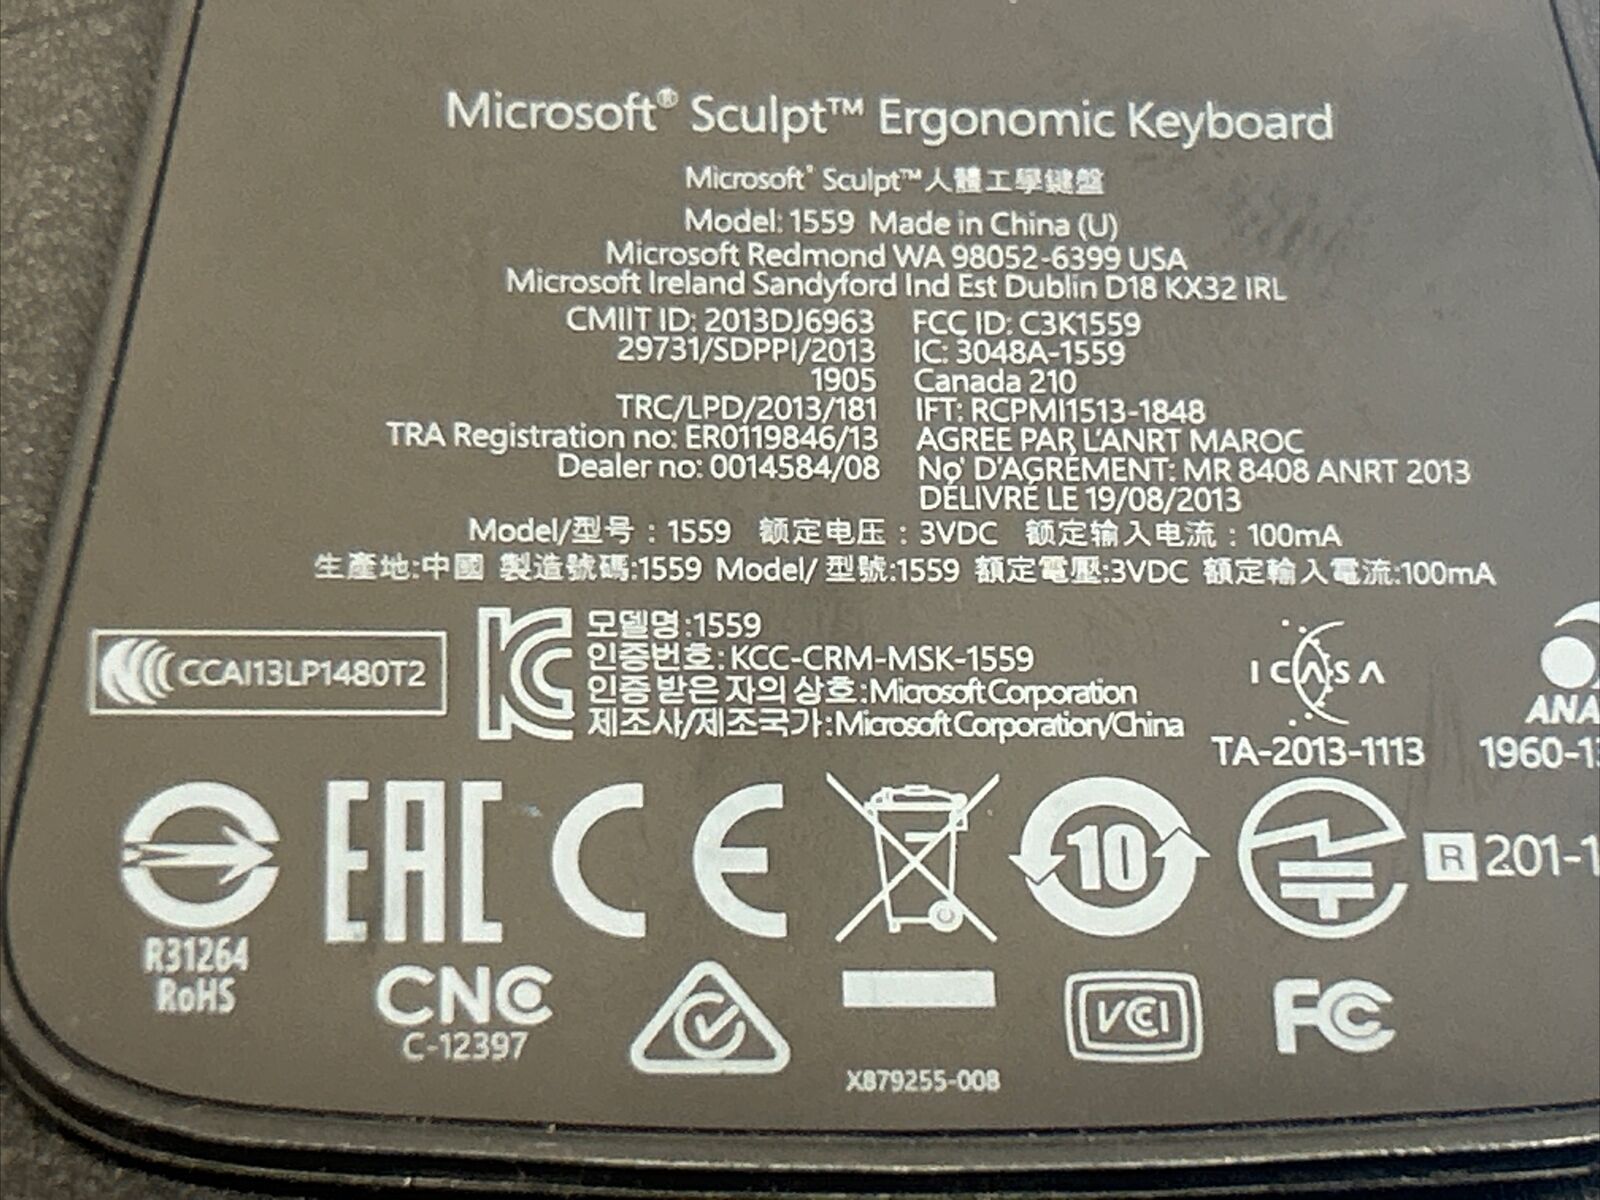 Microsoft® Sculpt™ Ergonomic Keyboard
Microsoft® Sculpt™人體工學鍵盤
Model: 1559 Made in China (U)
Microsoft Redmond WA 98052-6399 USA
Microsoft Ireland Sandyford Ind Est Dublin D18 KX32 IRL
CMIIT ID: 2013DJ6963 FCC ID: C3K1559
29731/SDPPI/2013 IC: 3048A-1559
1905 Canada 210
TRC/LPD/2013/181 IFT: RCPMI1513-1848
TRA Registration no: ER0119846/13 AGREE PAR L'ANRT MAROC
Dealer no: 0014584/08 No' D'AGRÉMENT: MR 8408 ANRT 2013
DÉLIVRÉ LE 19/08/2013
Model/型号：1559 额定电压：3VDC 额定输入电流：100mA
生產地:中國 製造號碼:1559 Model/ 型號:1559 額定電壓:3VDC 額定輸入電流:100mA
CCAI13LP1480T2
모델명:1559
인증번호: KCC-CRM-MSK-1559
인증 받은 자의 상호:Microsoft Corporation
제조사/제조국가:Microsoft Corporation/China
ICASA
TA-2013-1113
ANA
1960-1
EAC CE 10 R 201-1
R31264
RoHS
CNC
C-12397
VCCI FC
X879255-008